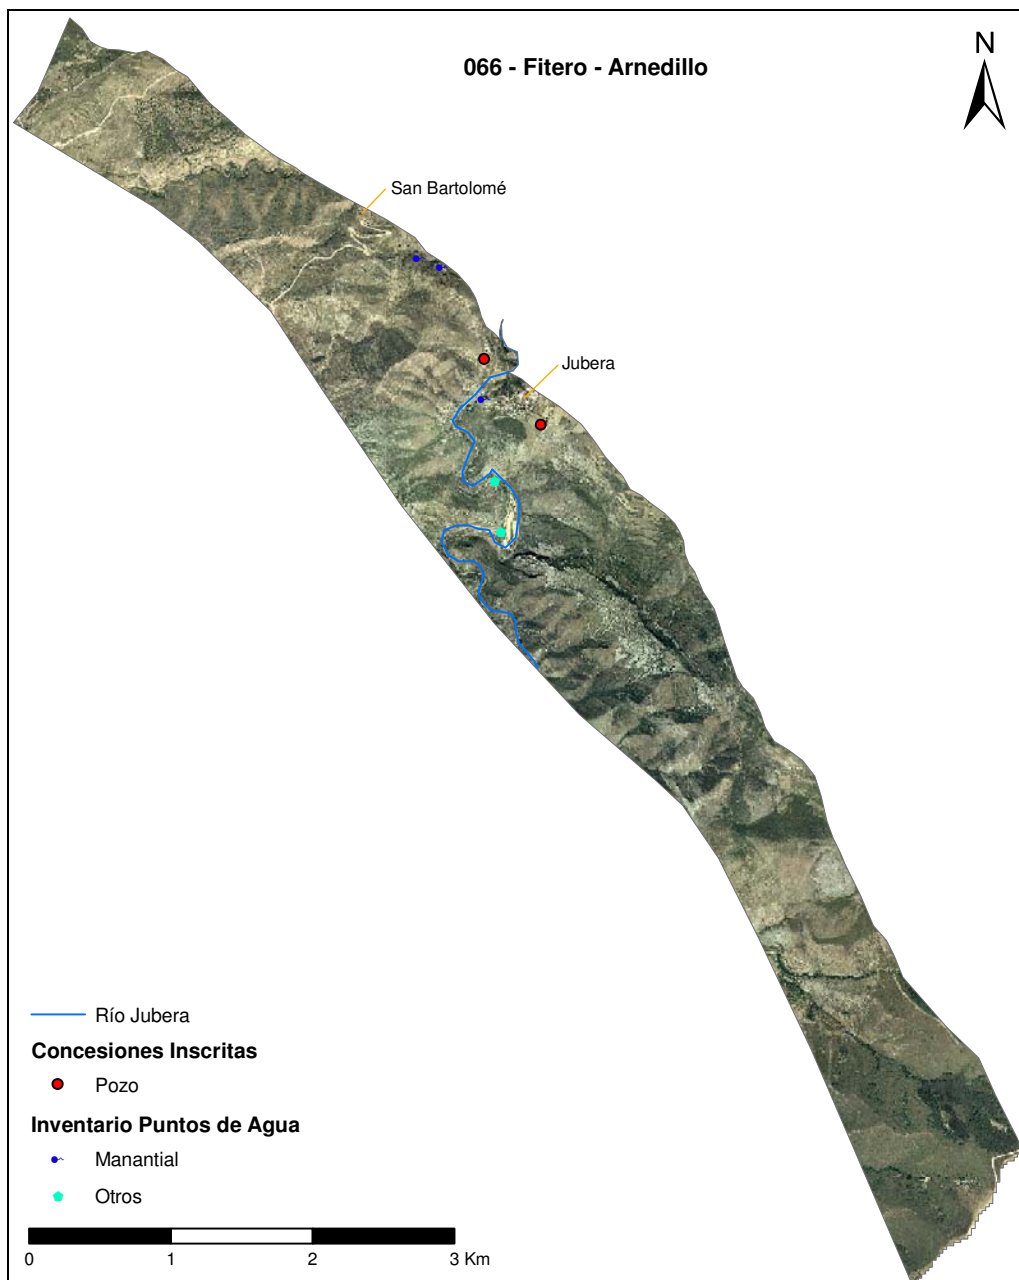 066 - Fitero - Arnedillo
N
San Bartolomé
Jubera
Río Jubera
Concesiones Inscritas
Pozo
Inventario Puntos de Agua
Manantial
Otros
0 1 2 3 Km